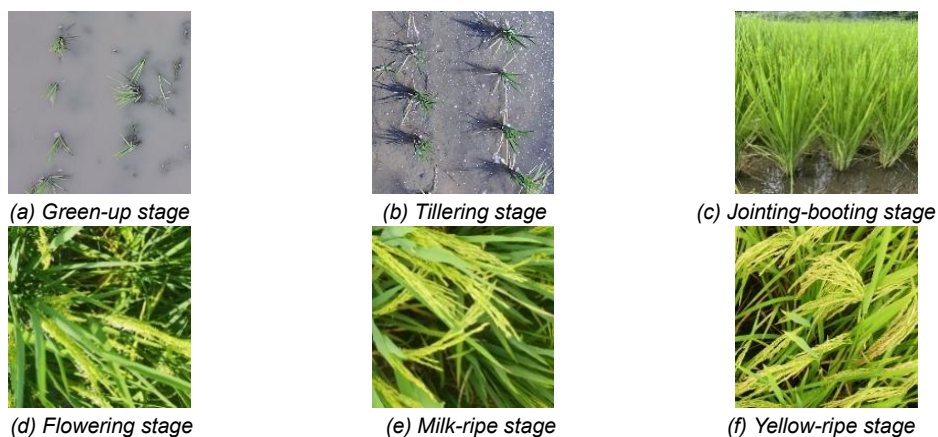 (a) Green-up stage
(b) Tillering stage
(c) Jointing-booting stage
(d) Flowering stage
(e) Milk-ripe stage
(f) Yellow-ripe stage